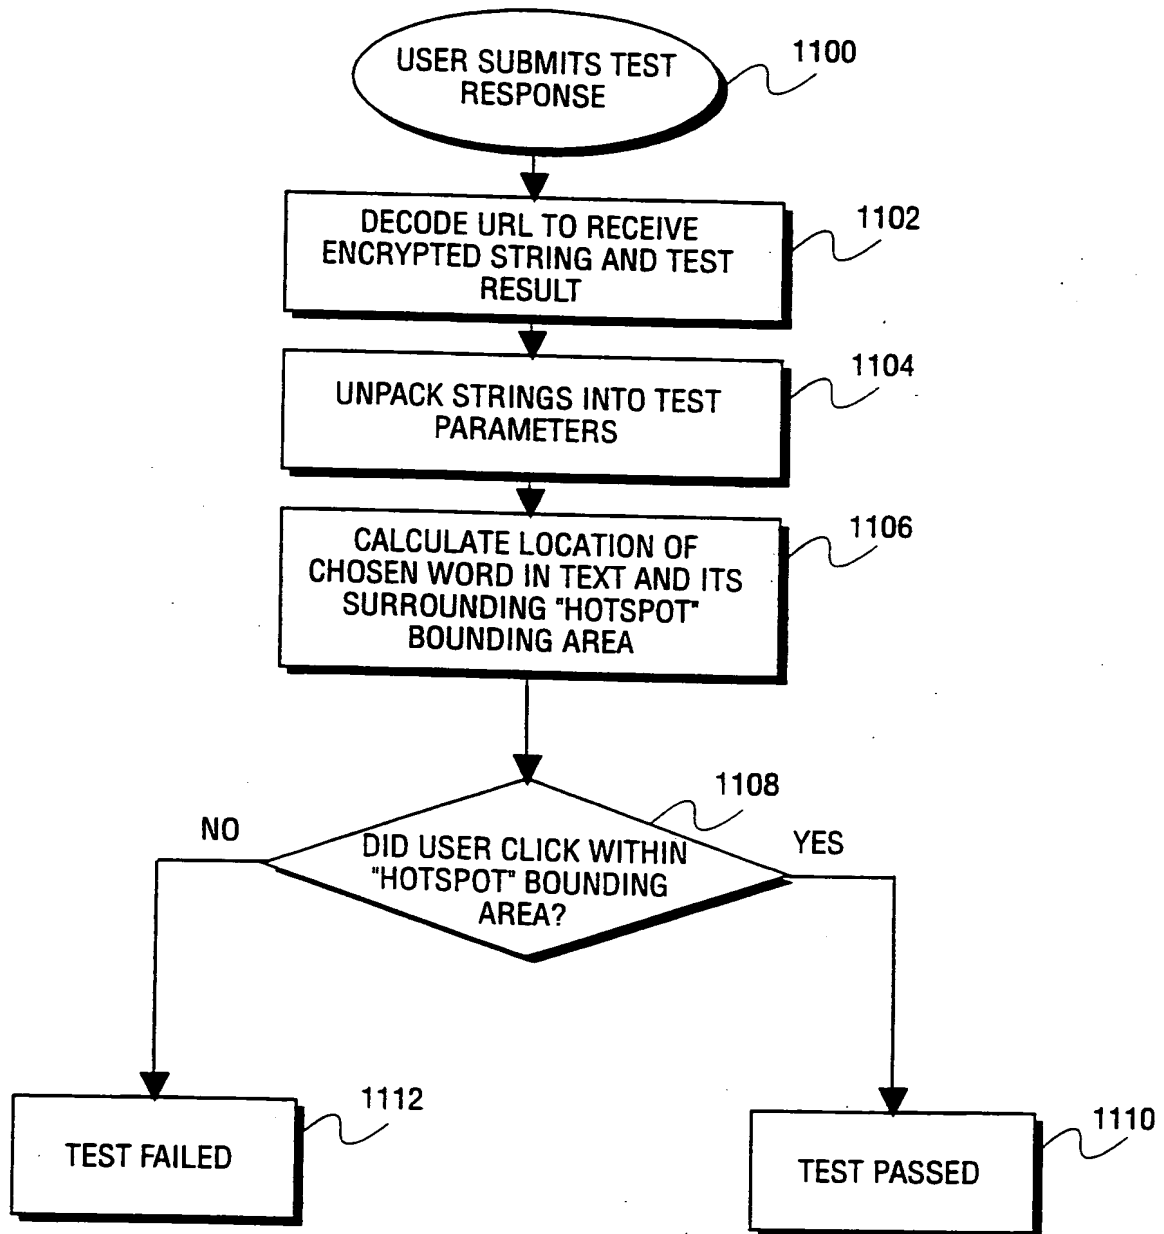 USER SUBMITS TEST
RESPONSE
1100
DECODE URL TO RECEIVE
ENCRYPTED STRING AND TEST
RESULT
1102
UNPACK STRINGS INTO TEST
PARAMETERS
1104
CALCULATE LOCATION OF
CHOSEN WORD IN TEXT AND ITS
SURROUNDING "HOTSPOT"
BOUNDING AREA
1106
1108
NO
YES
DID USER CLICK WITHIN
"HOTSPOT" BOUNDING
AREA?
1112
TEST FAILED
1110
TEST PASSED